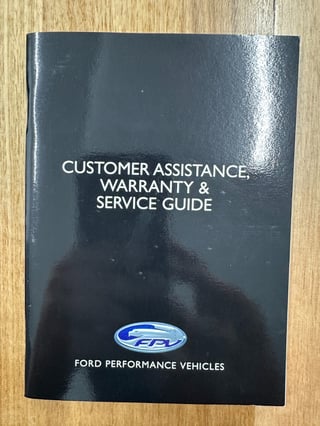 CUSTOMER ASSISTANCE,
WARRANTY &
SERVICE GUIDE
FPV
FORD PERFORMANCE VEHICLES